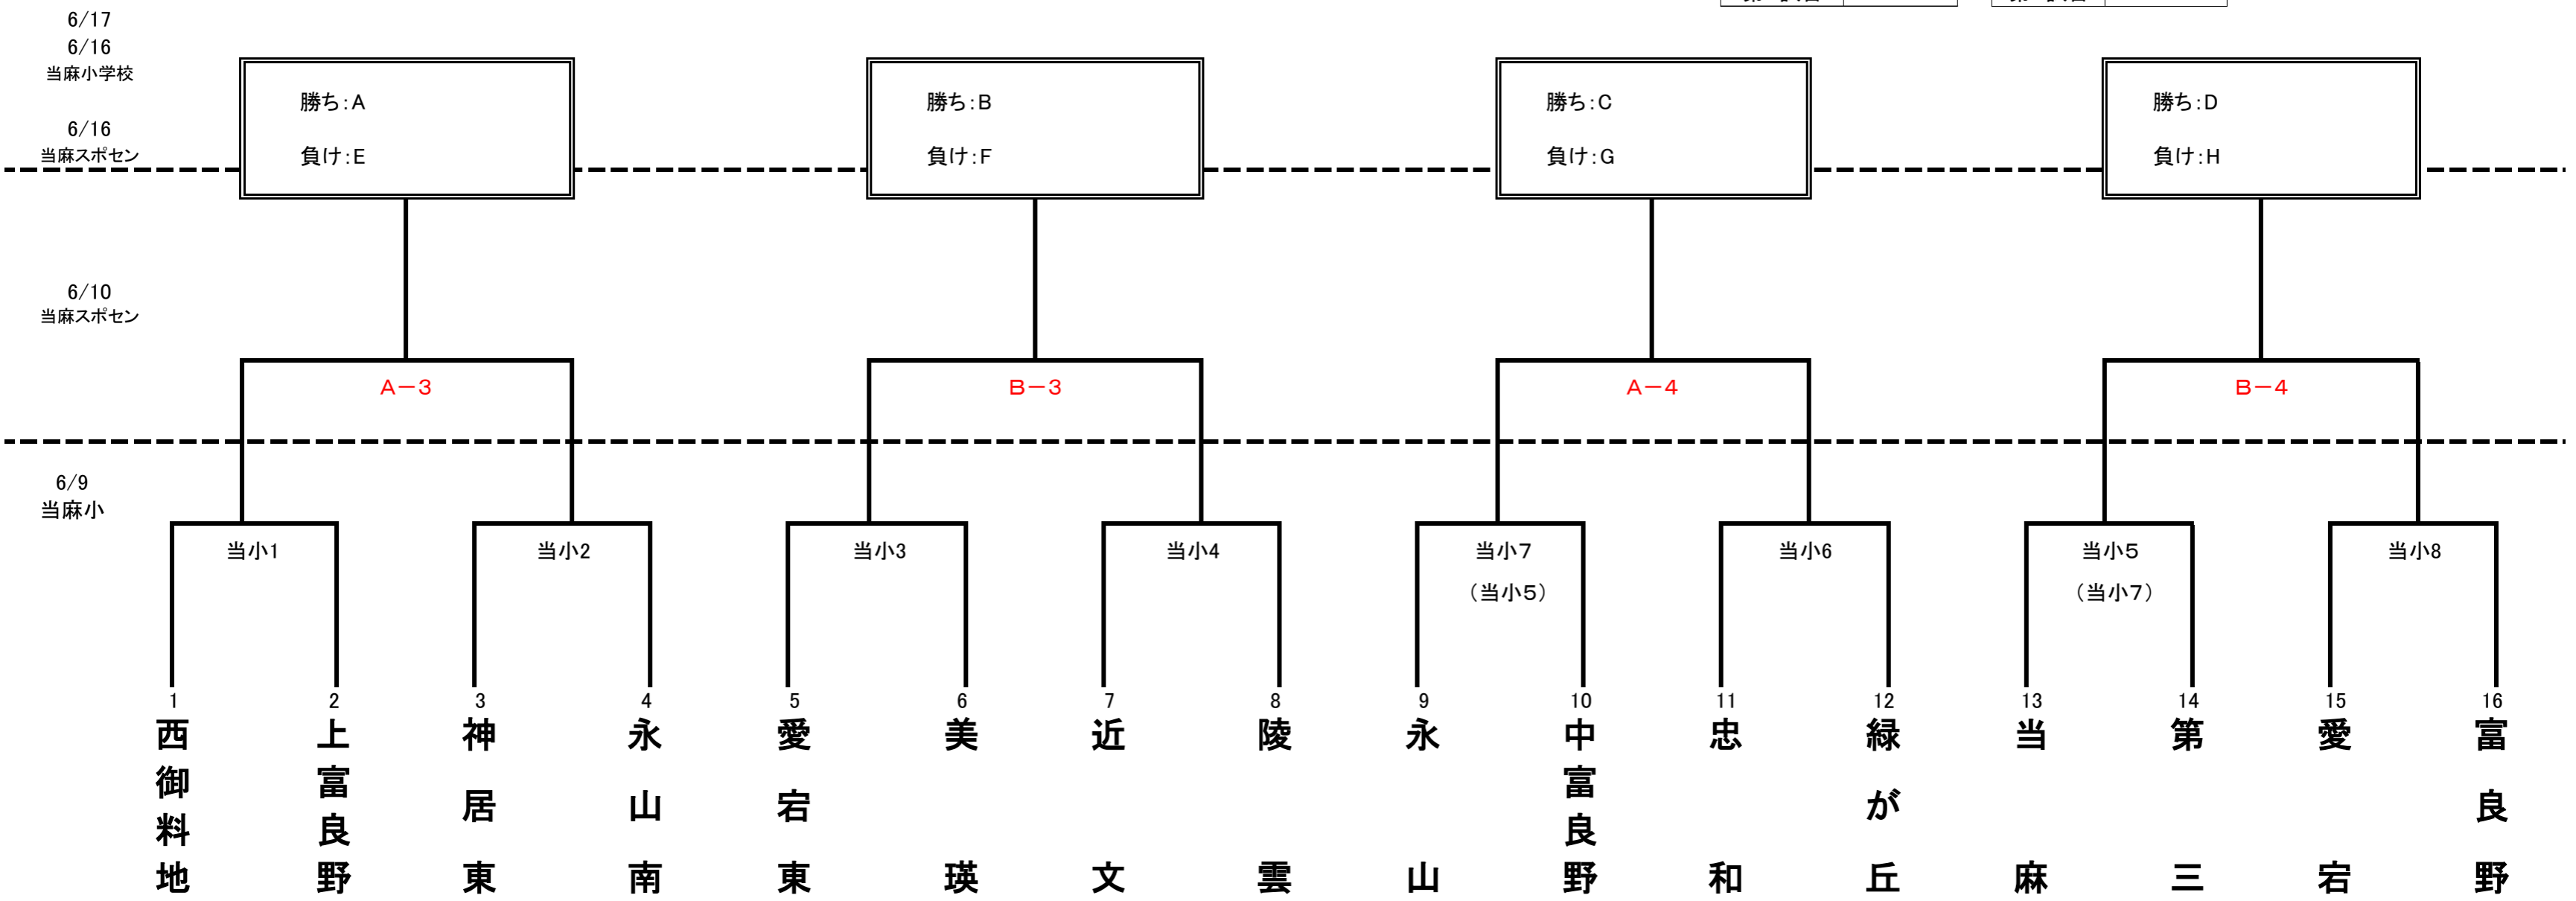 6/17
6/16
当麻小学校
勝ち:A
勝ち:B
勝ち:C
勝ち:D
6/16
当麻スポセン
負け:E
負け:F
負け:G
負け:H
6/10
当麻スポセン
A－3
B－3
A－4
B－4
6/9
当麻小
当小1
当小2
当小3
当小4
当小7
当小6
当小5
当小8
（当小5）
（当小7）
1
2
3
4
5
6
7
8
9
10
11
12
13
14
15
16
西御料地
上富良野
神居東
永山南
愛宕東
美瑛
近文
陵雲
永山
中富良野
忠和
緑が丘
当麻
第三
愛宕
富良野